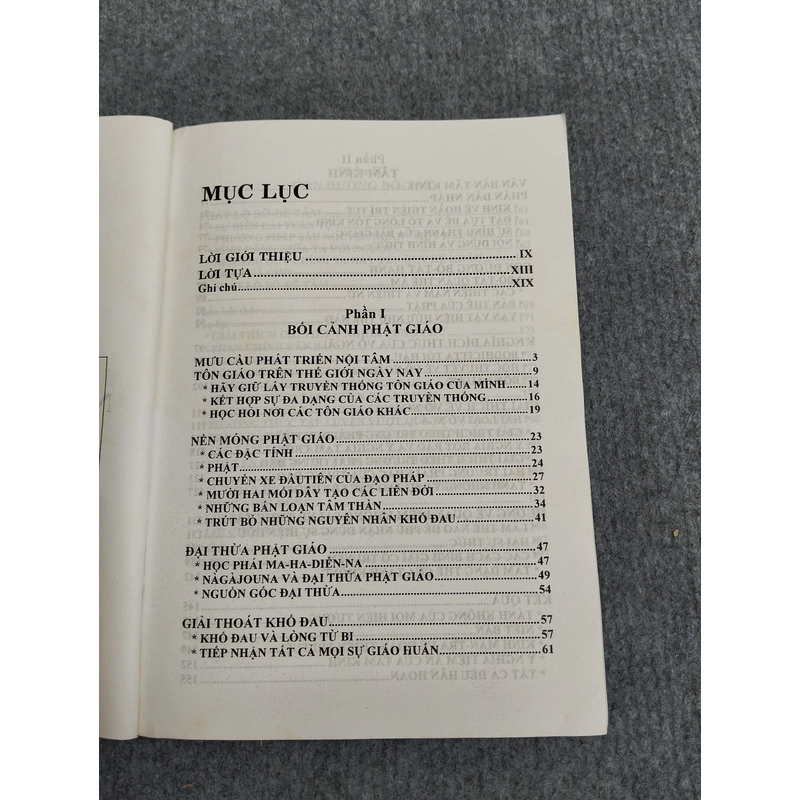 MỤC LỤC
LỜI GIỚI THIỆU ........ IX
LỜI TỰA ........ XIII
Ghi chú ........ XIX
Phần I
BỐI CẢNH PHẬT GIÁO
MƯU CẦU PHÁT TRIỂN NỘI TÂM ........ 3
TÔN GIÁO TRÊN THẾ GIỚI NGÀY NAY ........ 9
* HÃY GIỮ LẤY TRUYỀN THỐNG TÔN GIÁO CỦA MÌNH ........ 14
* KẾT HỢP SỰ ĐA DẠNG CỦA CÁC TRUYỀN THỐNG ........ 16
* HỌC HỎI NƠI CÁC TÔN GIÁO KHÁC ........ 19
NỀN MÓNG PHẬT GIÁO ........ 23
* CÁC ĐẶC TÍNH ........ 23
* PHẬT ........ 24
* CHUYẾN XE ĐẦUTIÊN CỦA ĐẠO PHÁP ........ 27
* MƯỜI HAI MỐI DÂY TẠO CÁC LIÊN ĐỚI ........ 32
* NHỮNG BẤN LOẠN TÂM THẦN ........ 34
* TRÚT BỎ NHỮNG NGUYÊN NHÂN KHỔ ĐAU ........ 41
ĐẠI THỪA PHẬT GIÁO ........ 47
* HỌC PHÁI MA-HA-DIỄN-NA ........ 47
* NÂGÂJOUNA VÀ ĐẠI THỪA PHẬT GIÁO ........ 49
* NGUỒN GỐC ĐẠI THỪA ........ 54
GIẢI THOÁT KHỔ ĐAU ........ 57
* KHỔ ĐAU VÀ LÒNG TỪ BI ........ 57
* TIẾP NHẬN TẤT CẢ MỌI SỰ GIÁO HUẤN ........ 61